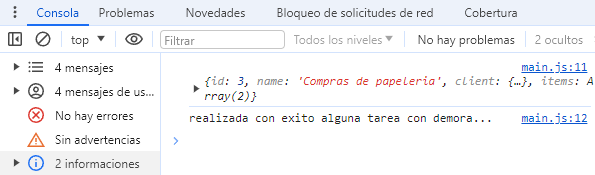 Consola Problemas Novedades Bloqueo de solicitudes de red Cobertura
top Filtrar Todos los niveles No hay problemas 2 ocultos
4 mensajes
4 mensajes de us...
No hay errores
Sin advertencias
2 informaciones
main.js:11
{id: 3, name: 'Compras de papeleria', client: {…}, items: A
rray(2)}
realizada con exito alguna tarea con demora... main.js:12